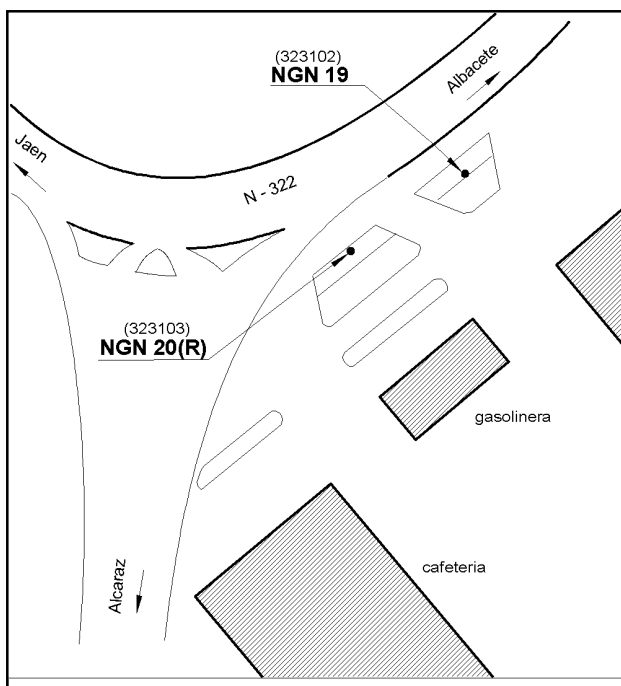 (323102)
NGN 19
Albacete
Jaen
N - 322
(323103)
NGN 20(R)
gasolinera
cafeteria
Alcaraz